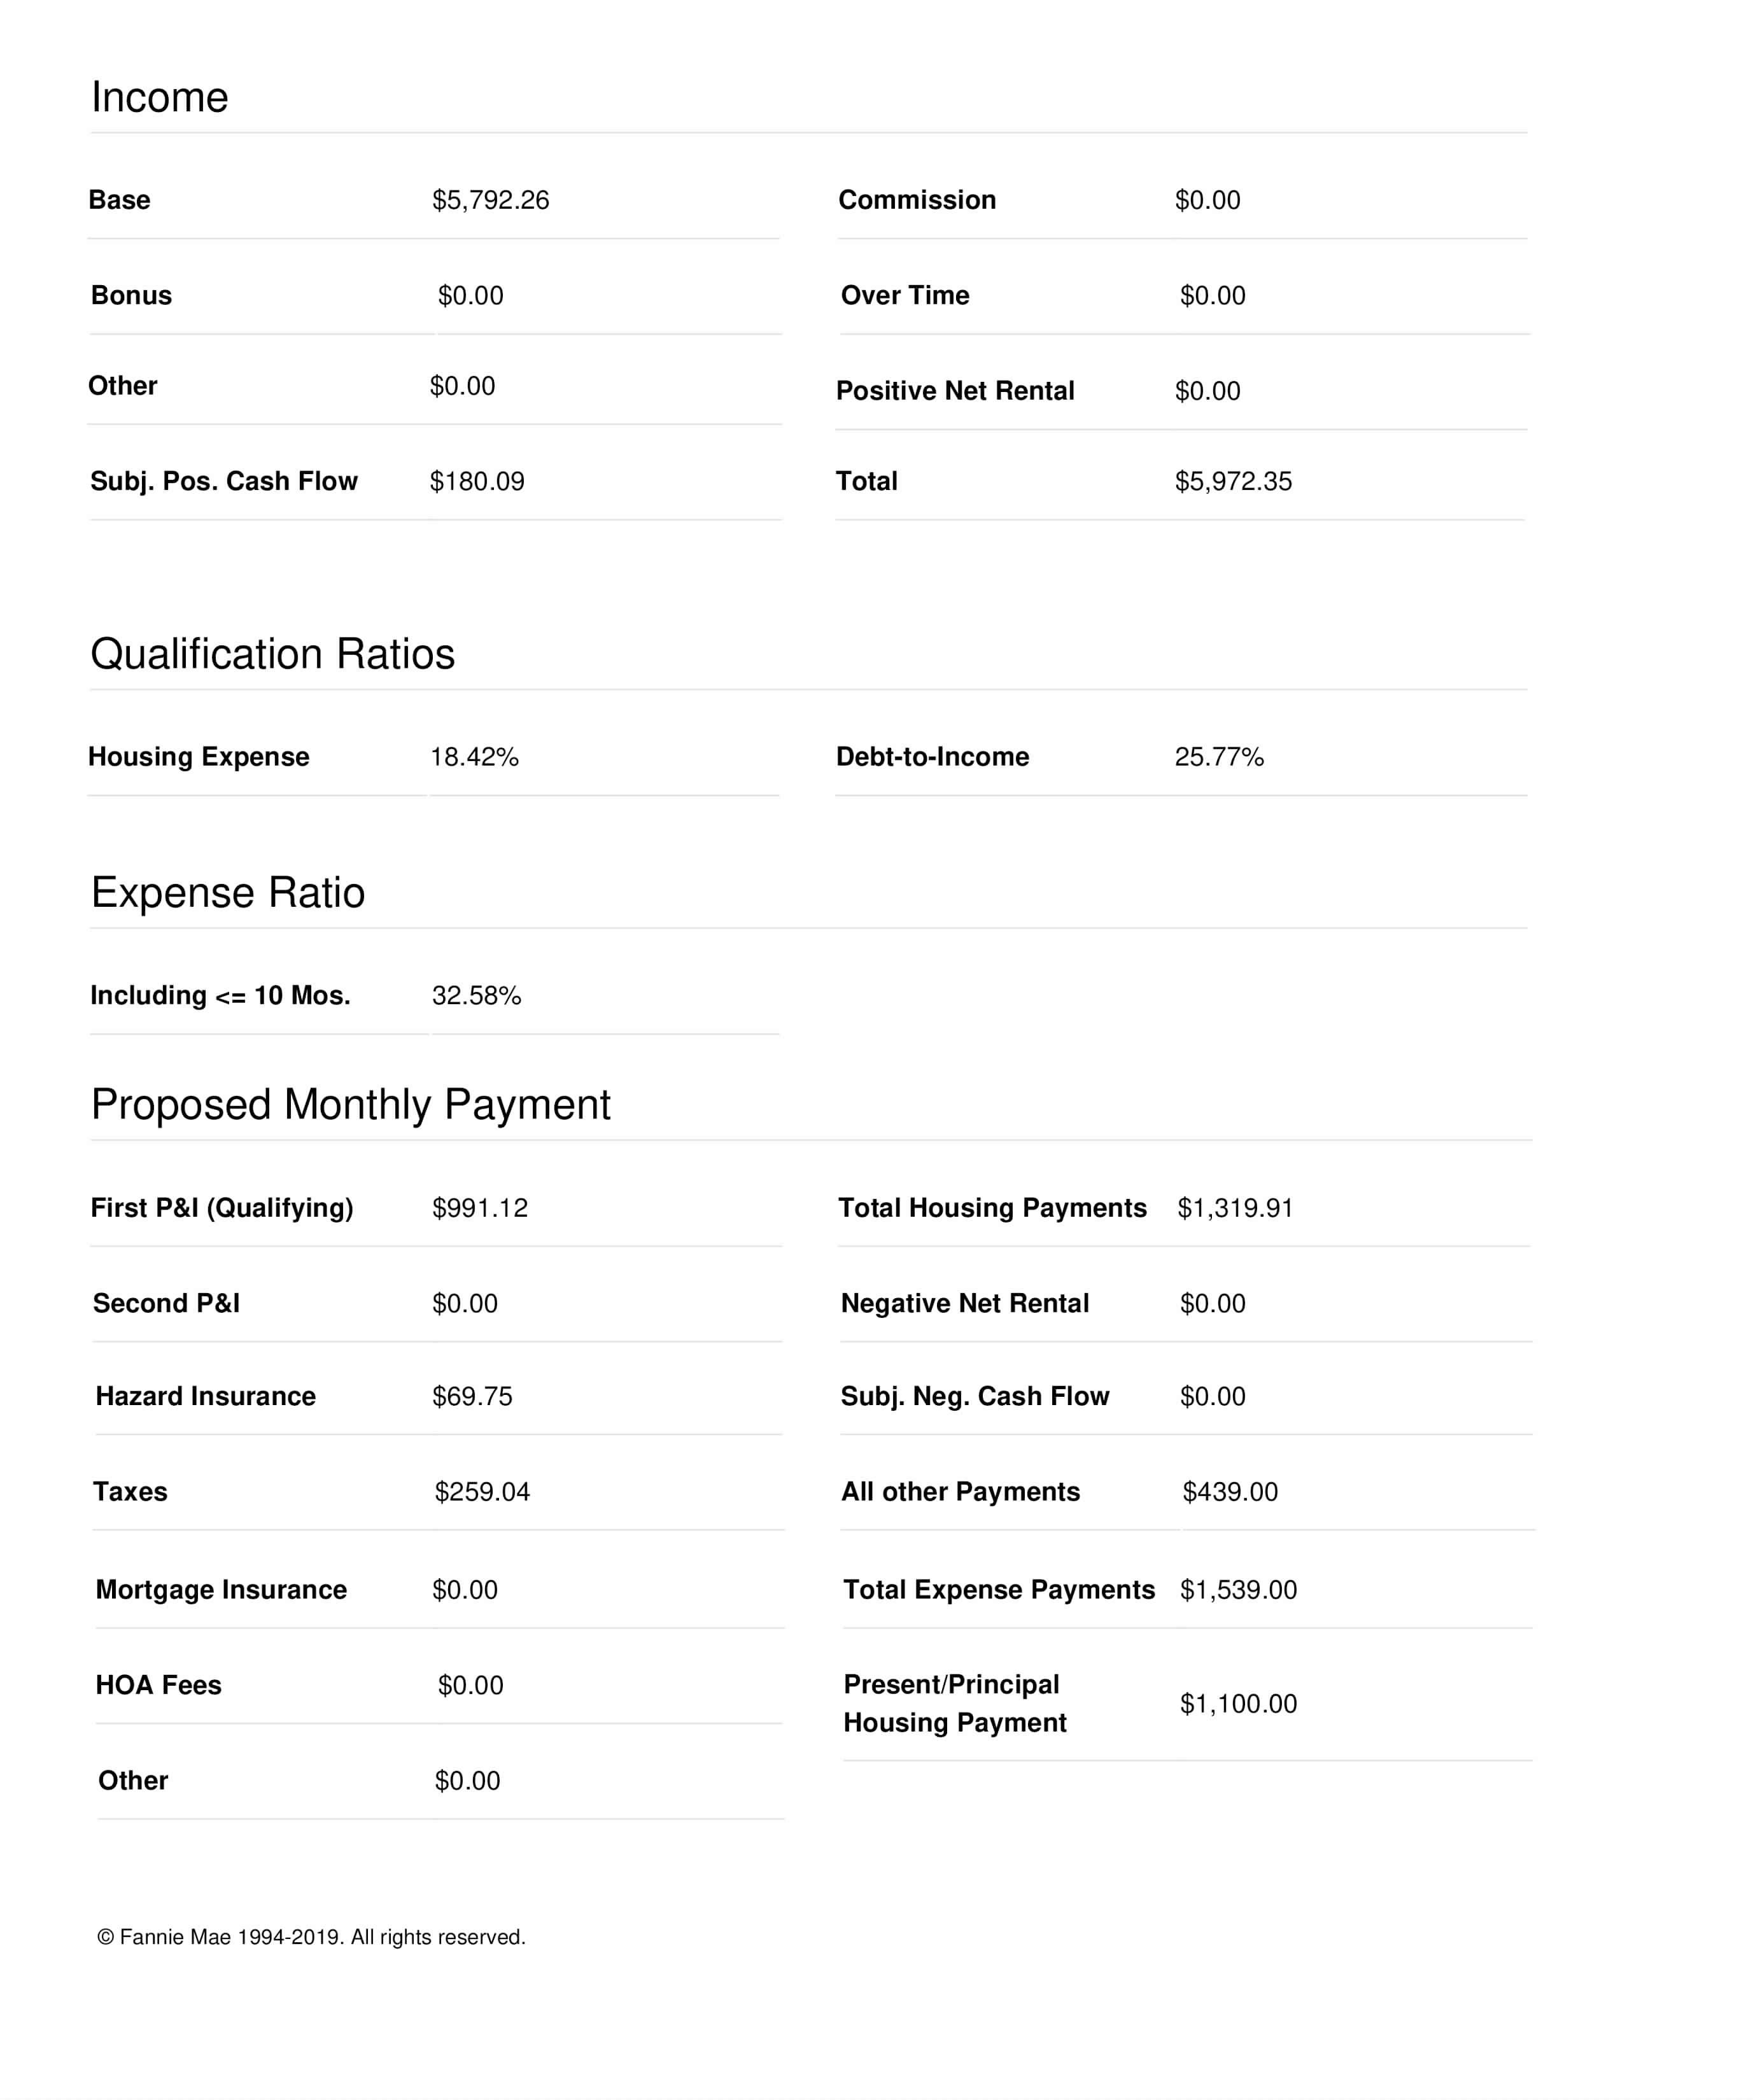 Income
Base $5,792.26 Commission $0.00
Bonus $0.00 Over Time $0.00
Other $0.00 Positive Net Rental $0.00
Subj. Pos. Cash Flow $180.09 Total $5,972.35
Qualification Ratios
Housing Expense 18.42% Debt-to-Income 25.77%
Expense Ratio
Including <= 10 Mos. 32.58%
Proposed Monthly Payment
First P&I (Qualifying) $991.12 Total Housing Payments $1,319.91
Second P&I $0.00 Negative Net Rental $0.00
Hazard Insurance $69.75 Subj. Neg. Cash Flow $0.00
Taxes $259.04 All other Payments $439.00
Mortgage Insurance $0.00 Total Expense Payments $1,539.00
HOA Fees $0.00 Present/Principal
Housing Payment $1,100.00
Other $0.00
© Fannie Mae 1994-2019. All rights reserved.